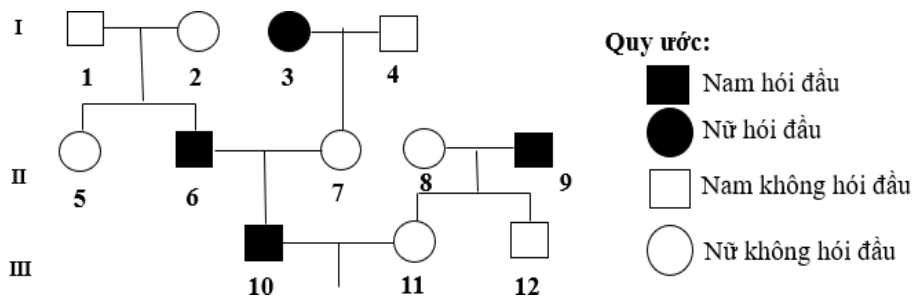 I
1 2 3 4
Quy ước:
Nam hói đầu
Nữ hói đầu
Nam không hói đầu
Nữ không hói đầu
II
5 6 7 8 9
III
10 11 12